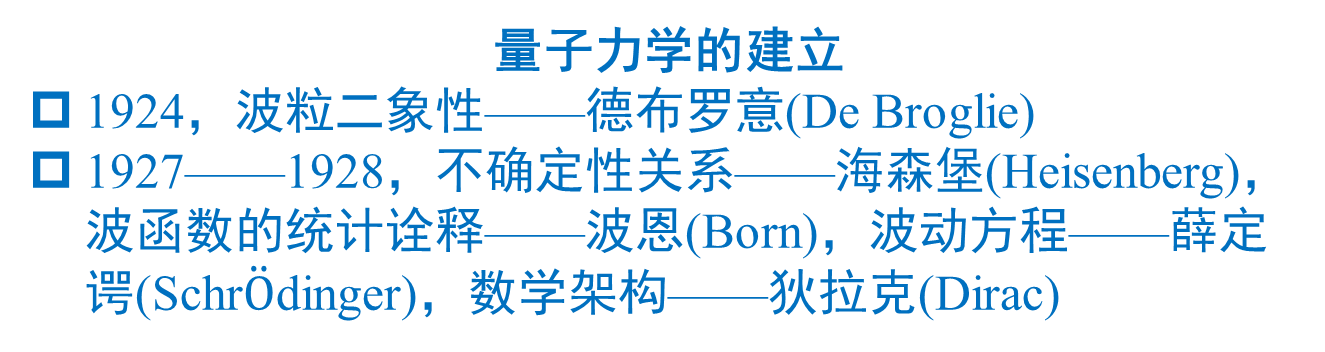 量子力学的建立
1924，波粒二象性——德布罗意(De Broglie)
1927——1928，不确定性关系——海森堡(Heisenberg)，
波函数的统计诠释——波恩(Born)，波动方程——薛定
谔(SchrÖdinger)，数学架构——狄拉克(Dirac)